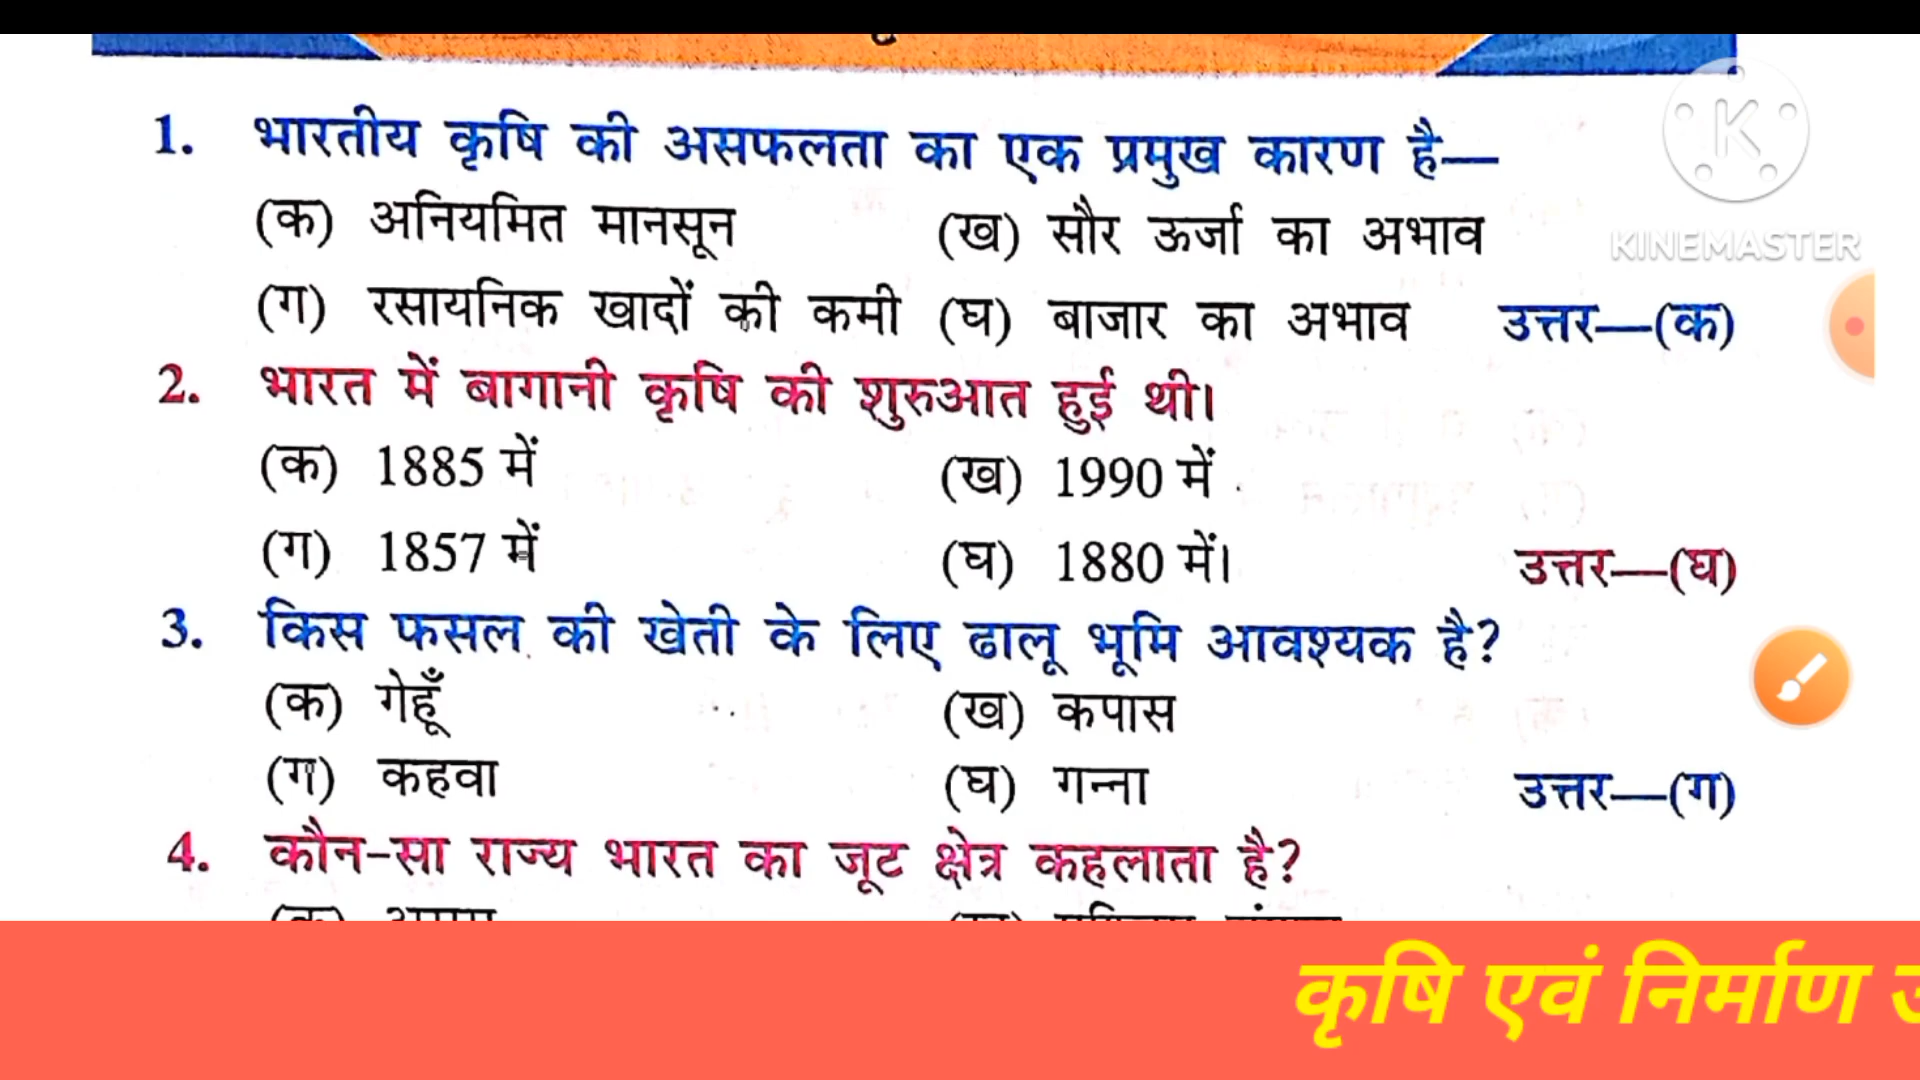 1. भारतीय कृषि की असफलता का एक प्रमुख कारण है—
(क) अनियमित मानसून (ख) सौर ऊर्जा का अभाव
(ग) रसायनिक खादों की कमी (घ) बाजार का अभाव उत्तर—(क)
2. भारत में बागानी कृषि की शुरुआत हुई थी।
(क) 1885 में (ख) 1990 में
(ग) 1857 में (घ) 1880 में। उत्तर—(घ)
3. किस फसल की खेती के लिए ढालू भूमि आवश्यक है?
(क) गेहूँ (ख) कपास
(ग) कहवा (घ) गन्ना उत्तर—(ग)
4. कौन-सा राज्य भारत का जूट क्षेत्र कहलाता है?
K
KINEMASTER
कृषि एवं निर्माण